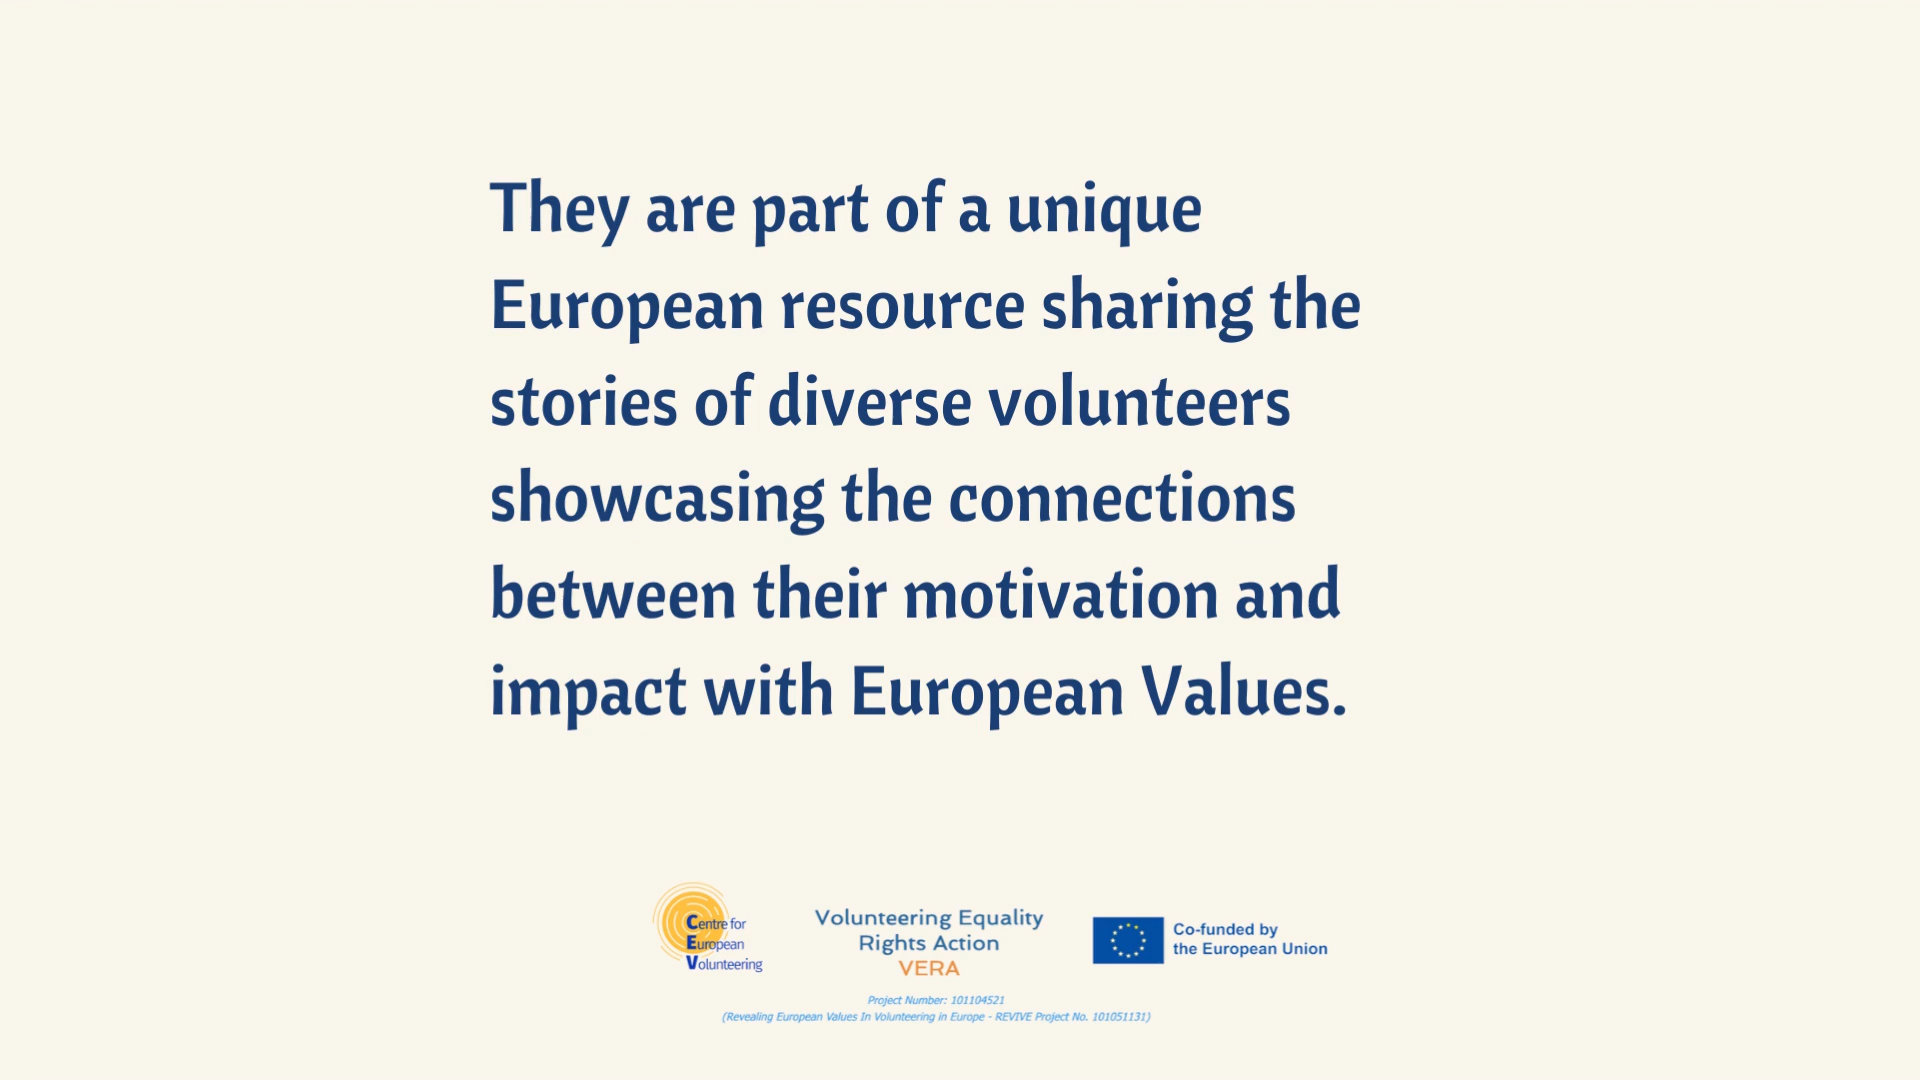 They are part of a unique
European resource sharing the
stories of diverse volunteers
showcasing the connections
between their motivation and
impact with European Values.
Centre for
European
Volunteering
Volunteering Equality
Rights Action
VERA
Co-funded by
the European Union
Project Number: 101104521
(Revealing European Values In Volunteering in Europe - REVIVE Project No. 101051131)